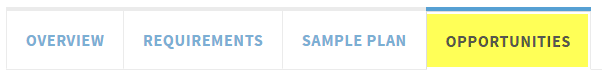 OVERVIEW REQUIREMENTS SAMPLE PLAN OPPORTUNITIES